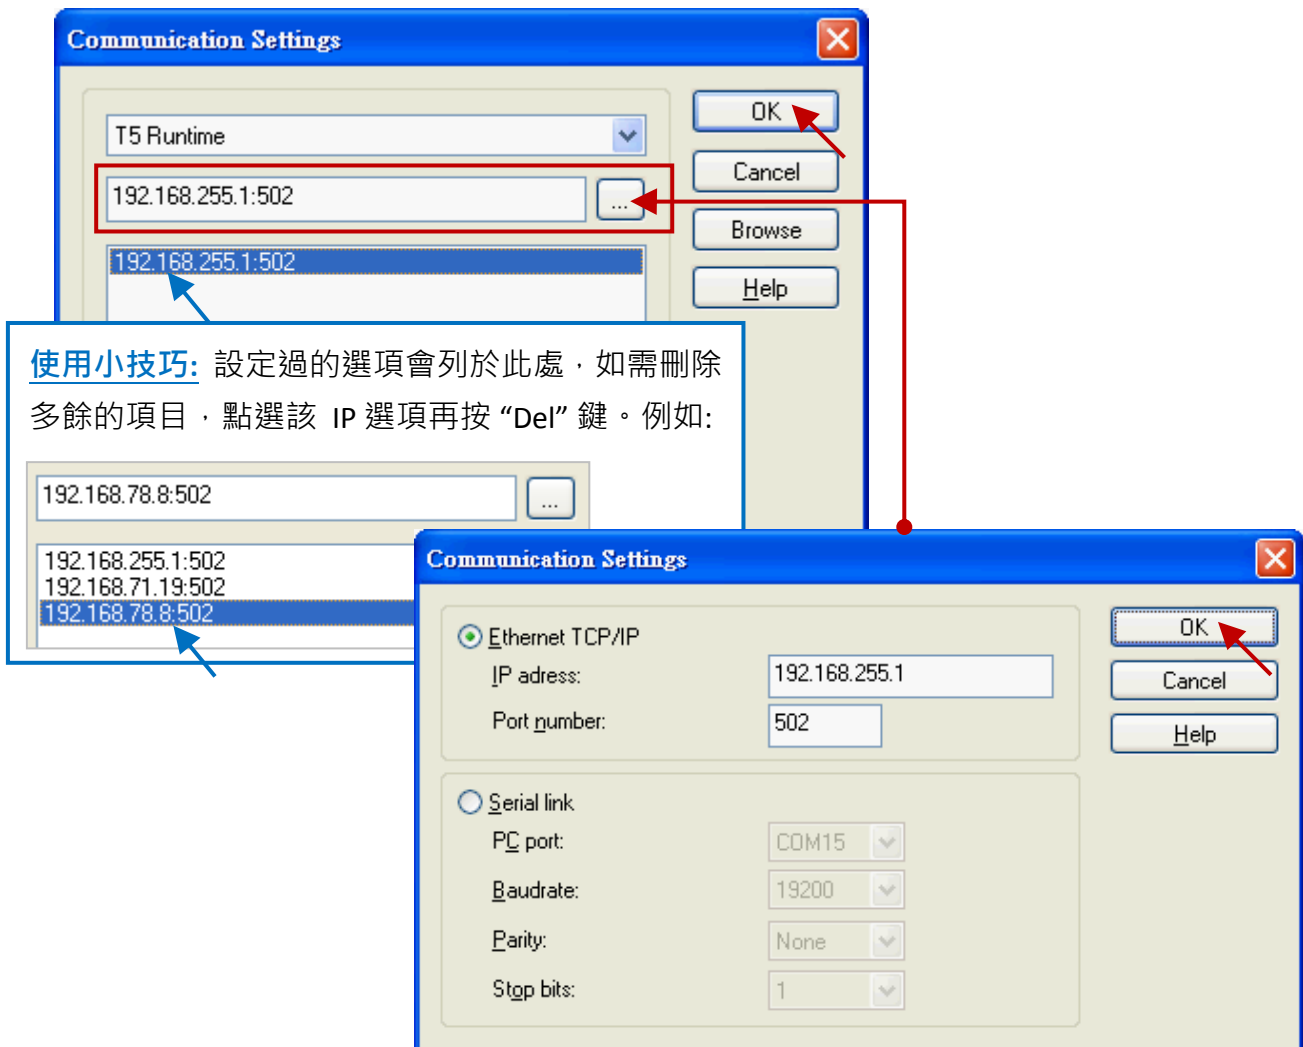 Communication Settings
T5 Runtime
192.168.255.1:502
...
192.168.255.1:502
OK
Cancel
Browse
Help
使用小技巧: 設定過的選項會列於此處，如需刪除
多餘的項目，點選該 IP 選項再按 “Del” 鍵。例如:
192.168.78.8:502
...
192.168.255.1:502
192.168.71.19:502
192.168.78.8:502
Communication Settings
Ethernet TCP/IP
IP adress: 192.168.255.1
Port number: 502
OK
Cancel
Help
Serial link
PC port: COM15
Baudrate: 19200
Parity: None
Stop bits: 1